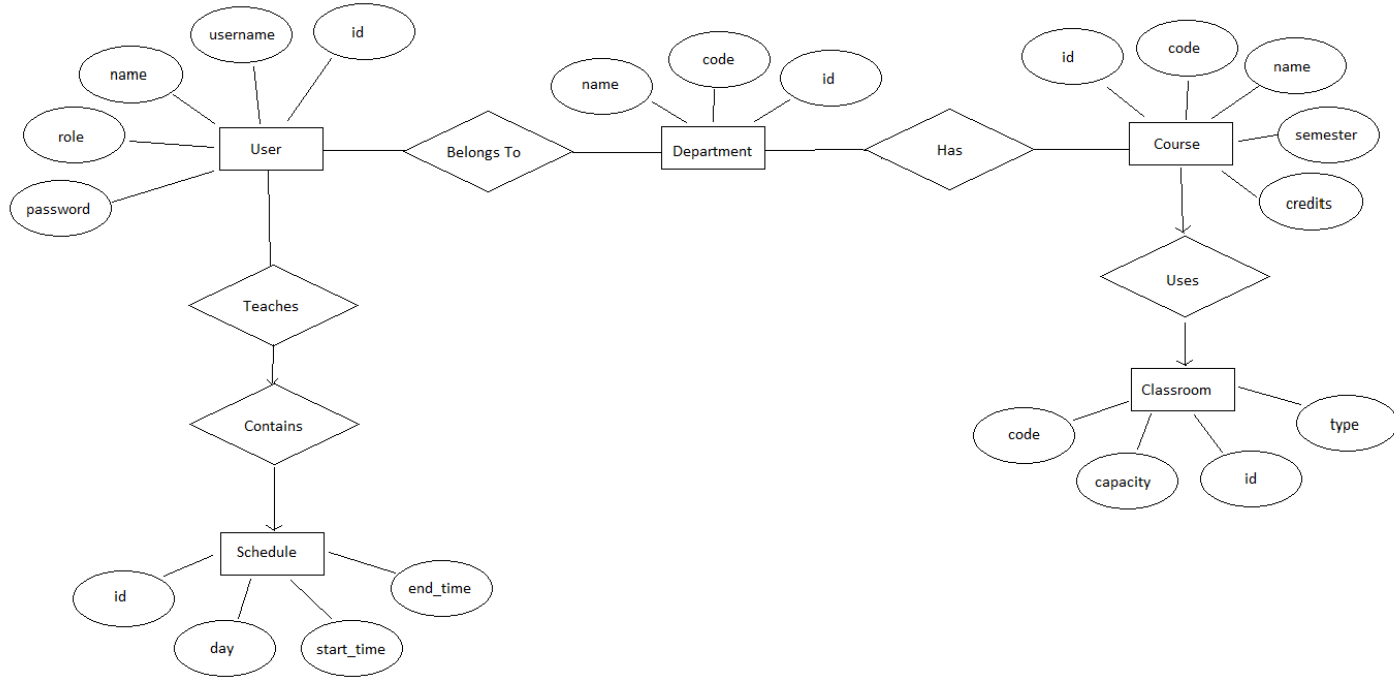 username
id
name
role
password
User
Belongs To
name
code
id
Department
Has
id
code
name
semester
credits
Course
Teaches
Uses
Contains
Classroom
code
capacity
id
type
Schedule
id
day
start_time
end_time